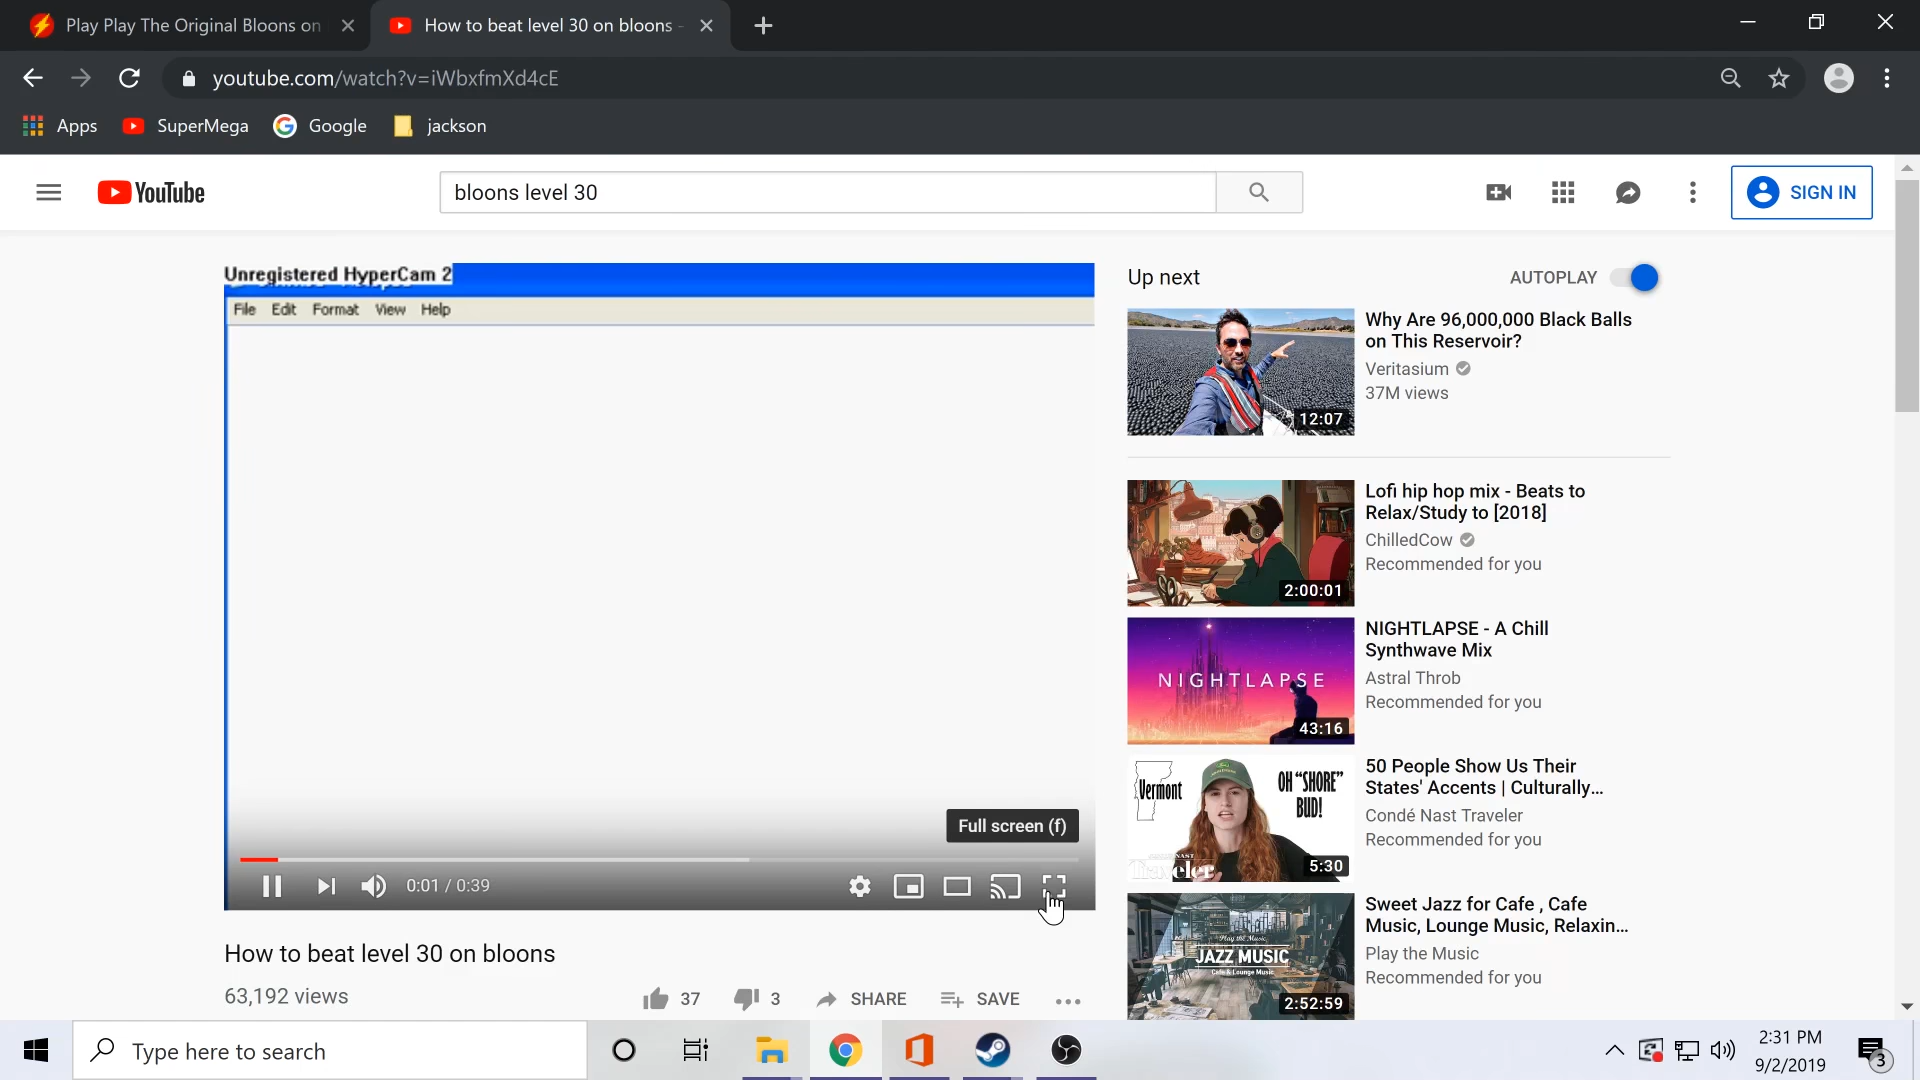 Play Play The Original Bloons on
How to beat level 30 on bloons -
youtube.com/watch?v=iWbxfmXd4cE
Apps
SuperMega
Google
jackson
YouTube
bloons level 30
SIGN IN
Unregistered HyperCam 2
File Edit Format View Help
Full screen (f)
0:01 / 0:39
How to beat level 30 on bloons
63,192 views
37
3
SHARE
SAVE
Up next
AUTOPLAY
12:07
Why Are 96,000,000 Black Balls
on This Reservoir?
Veritasium
37M views
2:00:01
Lofi hip hop mix - Beats to
Relax/Study to [2018]
ChilledCow
Recommended for you
NIGHTLAPSE
43:16
NIGHTLAPSE - A Chill
Synthwave Mix
Astral Throb
Recommended for you
Vermont
OH "SHORE"
BUD!
Traveler
5:30
50 People Show Us Their
States' Accents | Culturally...
Condé Nast Traveler
Recommended for you
Play the Music
JAZZ MUSIC
Cafe & Lounge Music
2:52:59
Sweet Jazz for Cafe , Cafe
Music, Lounge Music, Relaxin...
Play the Music
Recommended for you
Type here to search
2:31 PM
9/2/2019
3